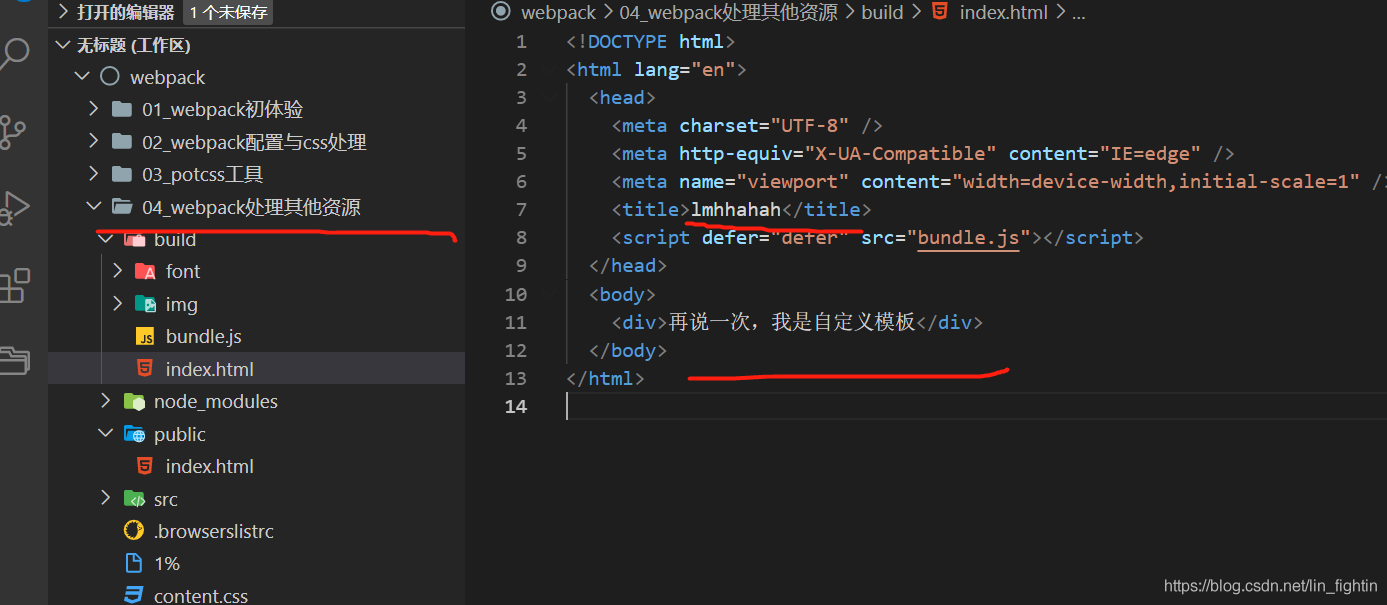 打开的编辑器 1 个未保存
无标题 (工作区)
webpack
01_webpack初体验
02_webpack配置与css处理
03_potcss工具
04_webpack处理其他资源
build
font
img
JS bundle.js
index.html
node_modules
public
index.html
src
.browserslistrc
1%
content.css
webpack > 04_webpack处理其他资源 > build > index.html > ...
1 <!DOCTYPE html>
2 <html lang="en">
3 <head>
4 <meta charset="UTF-8" />
5 <meta http-equiv="X-UA-Compatible" content="IE=edge" />
6 <meta name="viewport" content="width=device-width,initial-scale=1" />
7 <title>lmhhahah</title>
8 <script defer="defer" src="bundle.js"></script>
9 </head>
10 <body>
11 <div>再说一次，我是自定义模板</div>
12 </body>
13 </html>
14
https://blog.csdn.net/lin_fightin